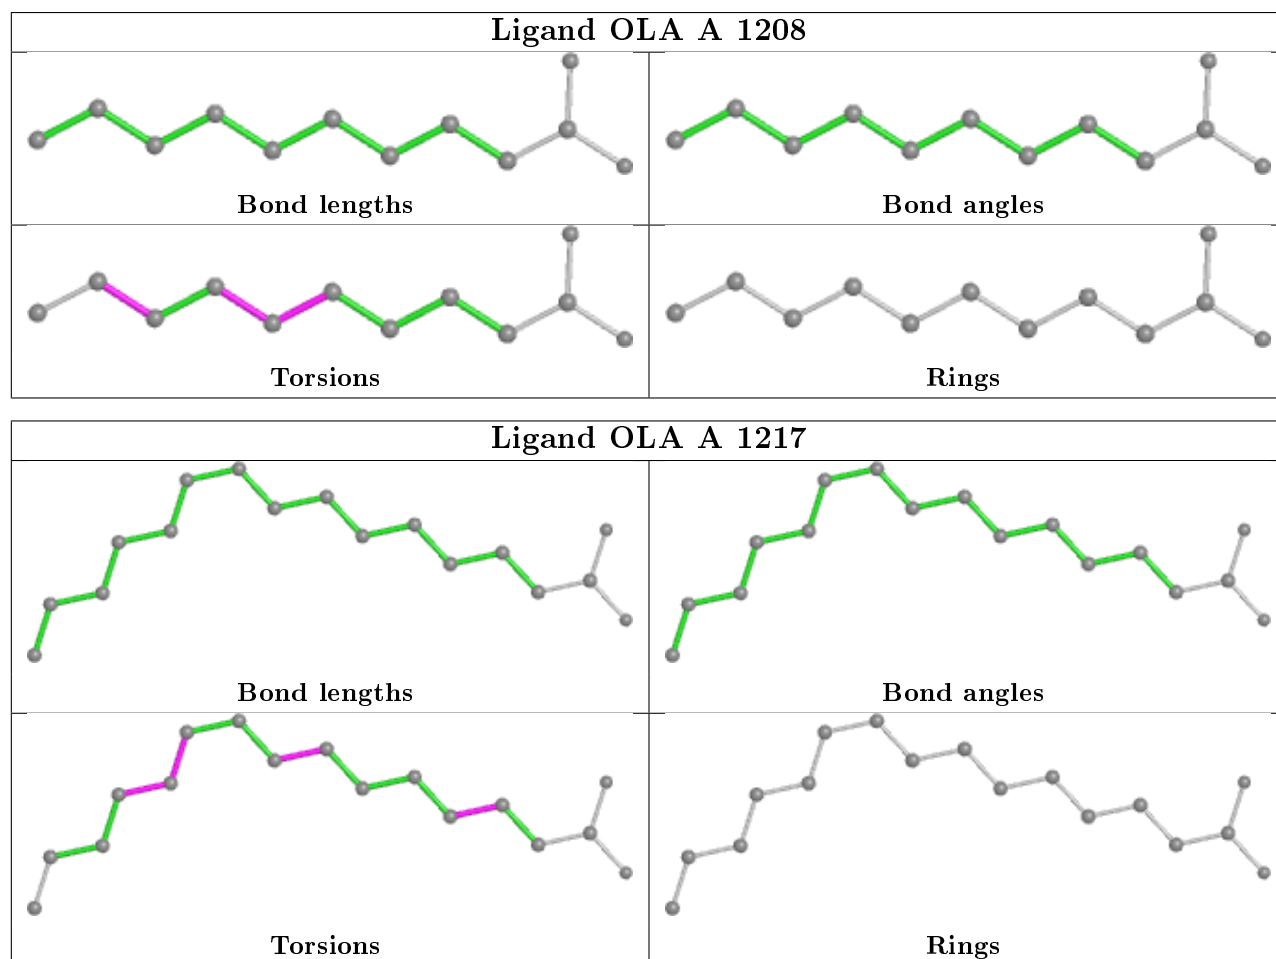 Ligand OLA A 1208
Bond lengths
Bond angles
Torsions
Rings
Ligand OLA A 1217
Bond lengths
Bond angles
Torsions
Rings